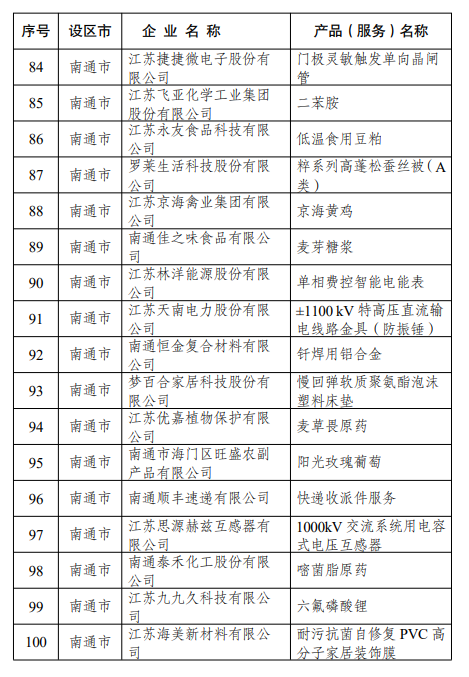 序号 设区市 企 业 名 称 产品（服务）名称
84 南通市 江苏捷捷微电子股份有 门极灵敏触发单向晶闸
限公司 管
85 南通市 江苏飞亚化学工业集团 二苯胺
股份有限公司
86 南通市 江苏永友食品科技有限 低温食用豆粕
公司
87 南通市 罗莱生活科技股份有限 粹系列高蓬松蚕丝被（A
公司 类）
88 南通市 江苏京海禽业集团有限 京海黄鸡
公司
89 南通市 南通佳之味食品有限公 麦芽糖浆
司
90 南通市 江苏林洋能源股份有限 单相费控智能电能表
公司
91 南通市 江苏天南电力股份有限 ±1100 kV 特高压直流输
公司 电线路金具（防振锤）
92 南通市 南通恒金复合材料有限 钎焊用铝合金
公司
93 南通市 梦百合家居科技股份有 慢回弹软质聚氨酯泡沫
限公司 塑料床垫
94 南通市 江苏优嘉植物保护有限 麦草畏原药
公司
95 南通市 南通市海门区旺盛农副 阳光玫瑰葡萄
产品有限公司
96 南通市 南通顺丰速递有限公司 快递收派件服务
97 南通市 江苏思源赫兹互感器有 1000kV 交流系统用电容
限公司 式电压互感器
98 南通市 南通泰禾化工股份有限 嘧菌脂原药
公司
99 南通市 江苏九九久科技有限公 六氟磷酸锂
司
100 南通市 江苏海美新材料有限公 耐污抗菌自修复 PVC 高
司 分子家居装饰膜